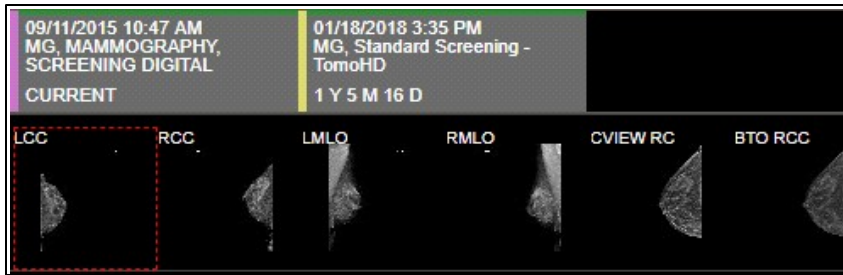 09/11/2015 10:47 AM
MG, MAMMOGRAPHY,
SCREENING DIGITAL
CURRENT
01/18/2018 3:35 PM
MG, Standard Screening -
TomoHD
1 Y 5 M 16 D
LCC RCC LMLO RMLO CVIEW RC BTO RCC